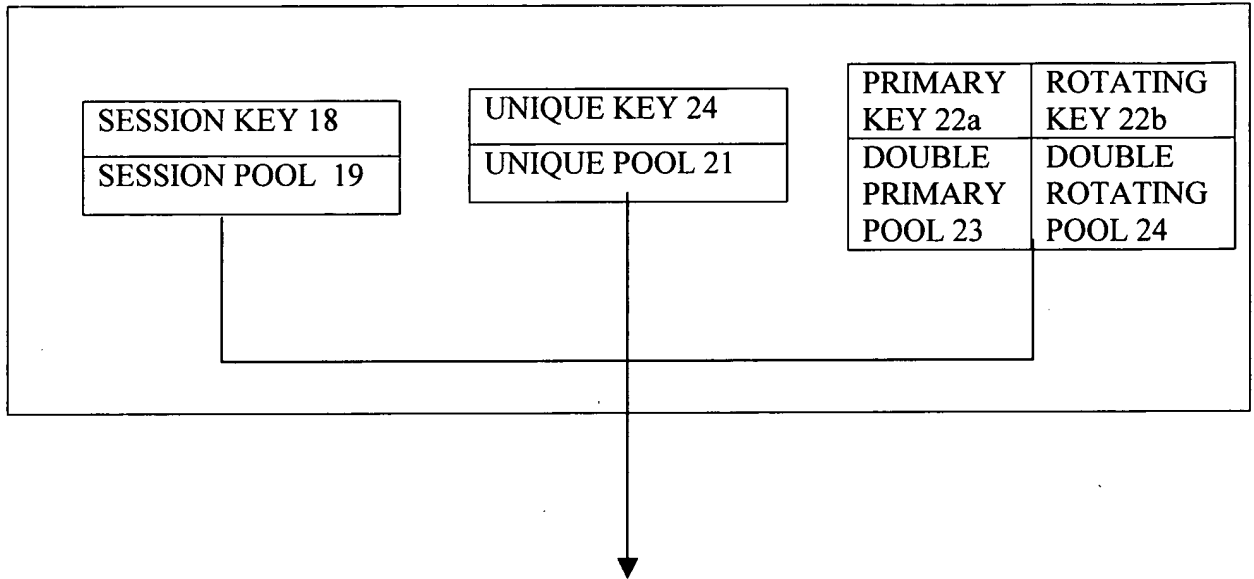 SESSION KEY 18
SESSION POOL 19
UNIQUE KEY 24
UNIQUE POOL 21
PRIMARY
KEY 22a
ROTATING
KEY 22b
DOUBLE
PRIMARY
POOL 23
DOUBLE
ROTATING
POOL 24